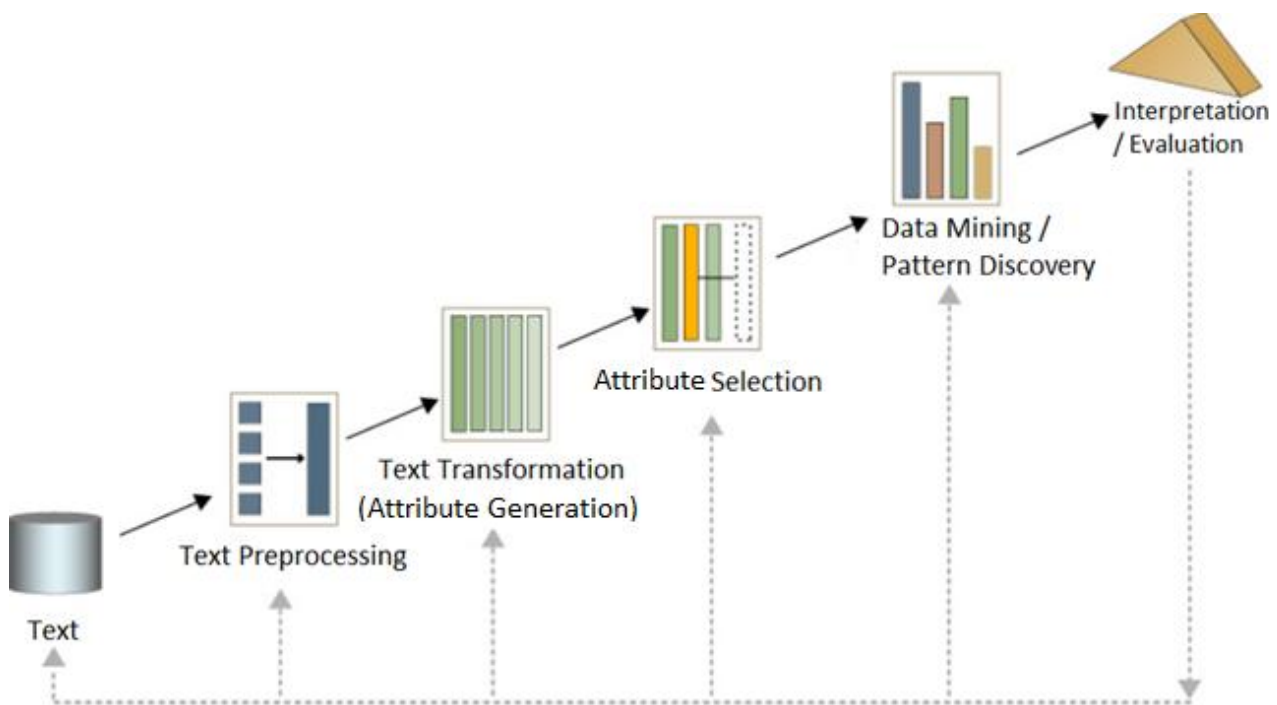 Text
Text Preprocessing
Text Transformation
(Attribute Generation)
Attribute Selection
Data Mining /
Pattern Discovery
Interpretation
/ Evaluation